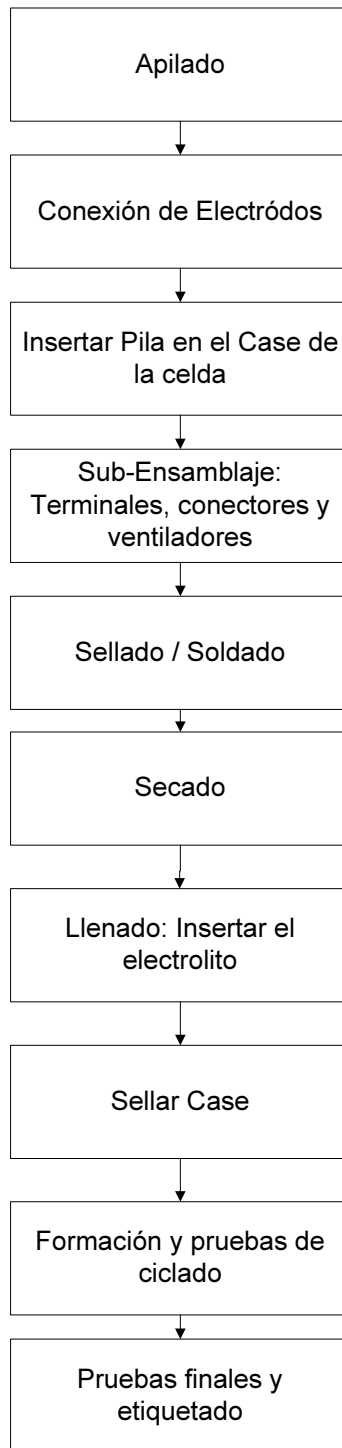 Apilado
Conexión de Electródos
Insertar Pila en el Case de
la celda
Sub-Ensamblaje:
Terminales, conectores y
ventiladores
Sellado / Soldado
Secado
Llenado: Insertar el
electrolito
Sellar Case
Formación y pruebas de
ciclado
Pruebas finales y
etiquetado